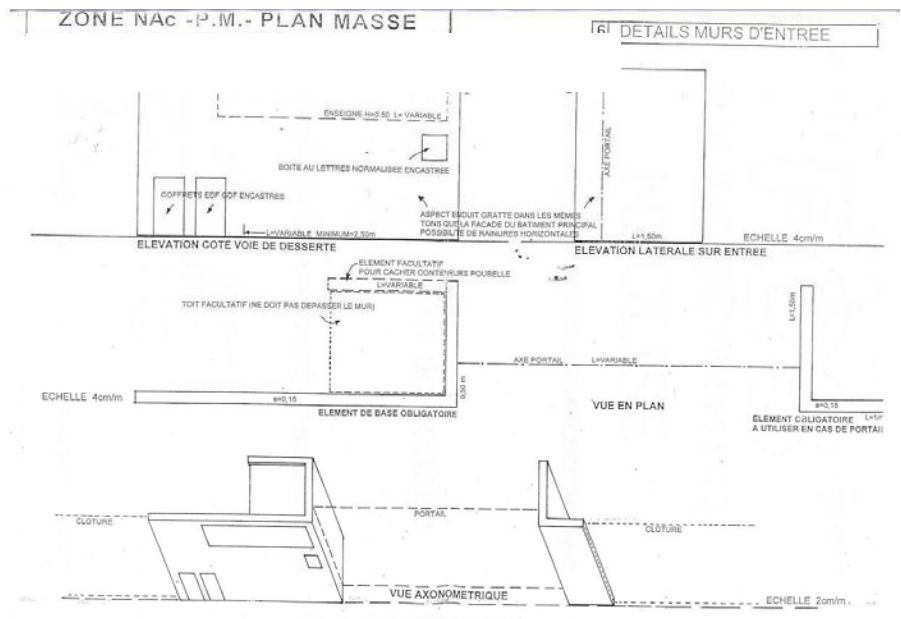 ZONE NAc -P.M.- PLAN MASSE
6 DETAILS MURS D'ENTREE
ENSEIGNE H=0.50 L= VARIABLE
BOITE AU LETTRES NORMALISEE ENCASTREE
AXE PORTAIL
COFFRETS EDF GDF ENCASTRES
ASPECT ENDUIT GRATTE DANS LES MÊMES
TONS QUE LA FACADE DU BATIMENT PRINCIPAL
POSSIBILITE DE RAINURES HORIZONTALES
L=VARIABLE MINIMUM=2,50m
L=1,50m
ECHELLE 4cm/m
ELEVATION COTE VOIE DE DESSERTE
ELEVATION LATERALE SUR ENTREE
ELEMENT FACULTATIF
POUR CACHER CONTENEURS POUBELLE
L=VARIABLE
TOIT FACULTATIF (NE DOIT PAS DEPASSER LE MUR)
L=1,50m
AXE PORTAIL L=VARIABLE
ECHELLE 4cm/m
e=0,15
0,50 m
ELEMENT DE BASE OBLIGATOIRE
VUE EN PLAN
e=0,15
ELEMENT OBLIGATOIRE
A UTILISER EN CAS DE PORTAIL
CLOTURE
PORTAIL
CLOTURE
VUE AXONOMETRIQUE
ECHELLE 2cm/m